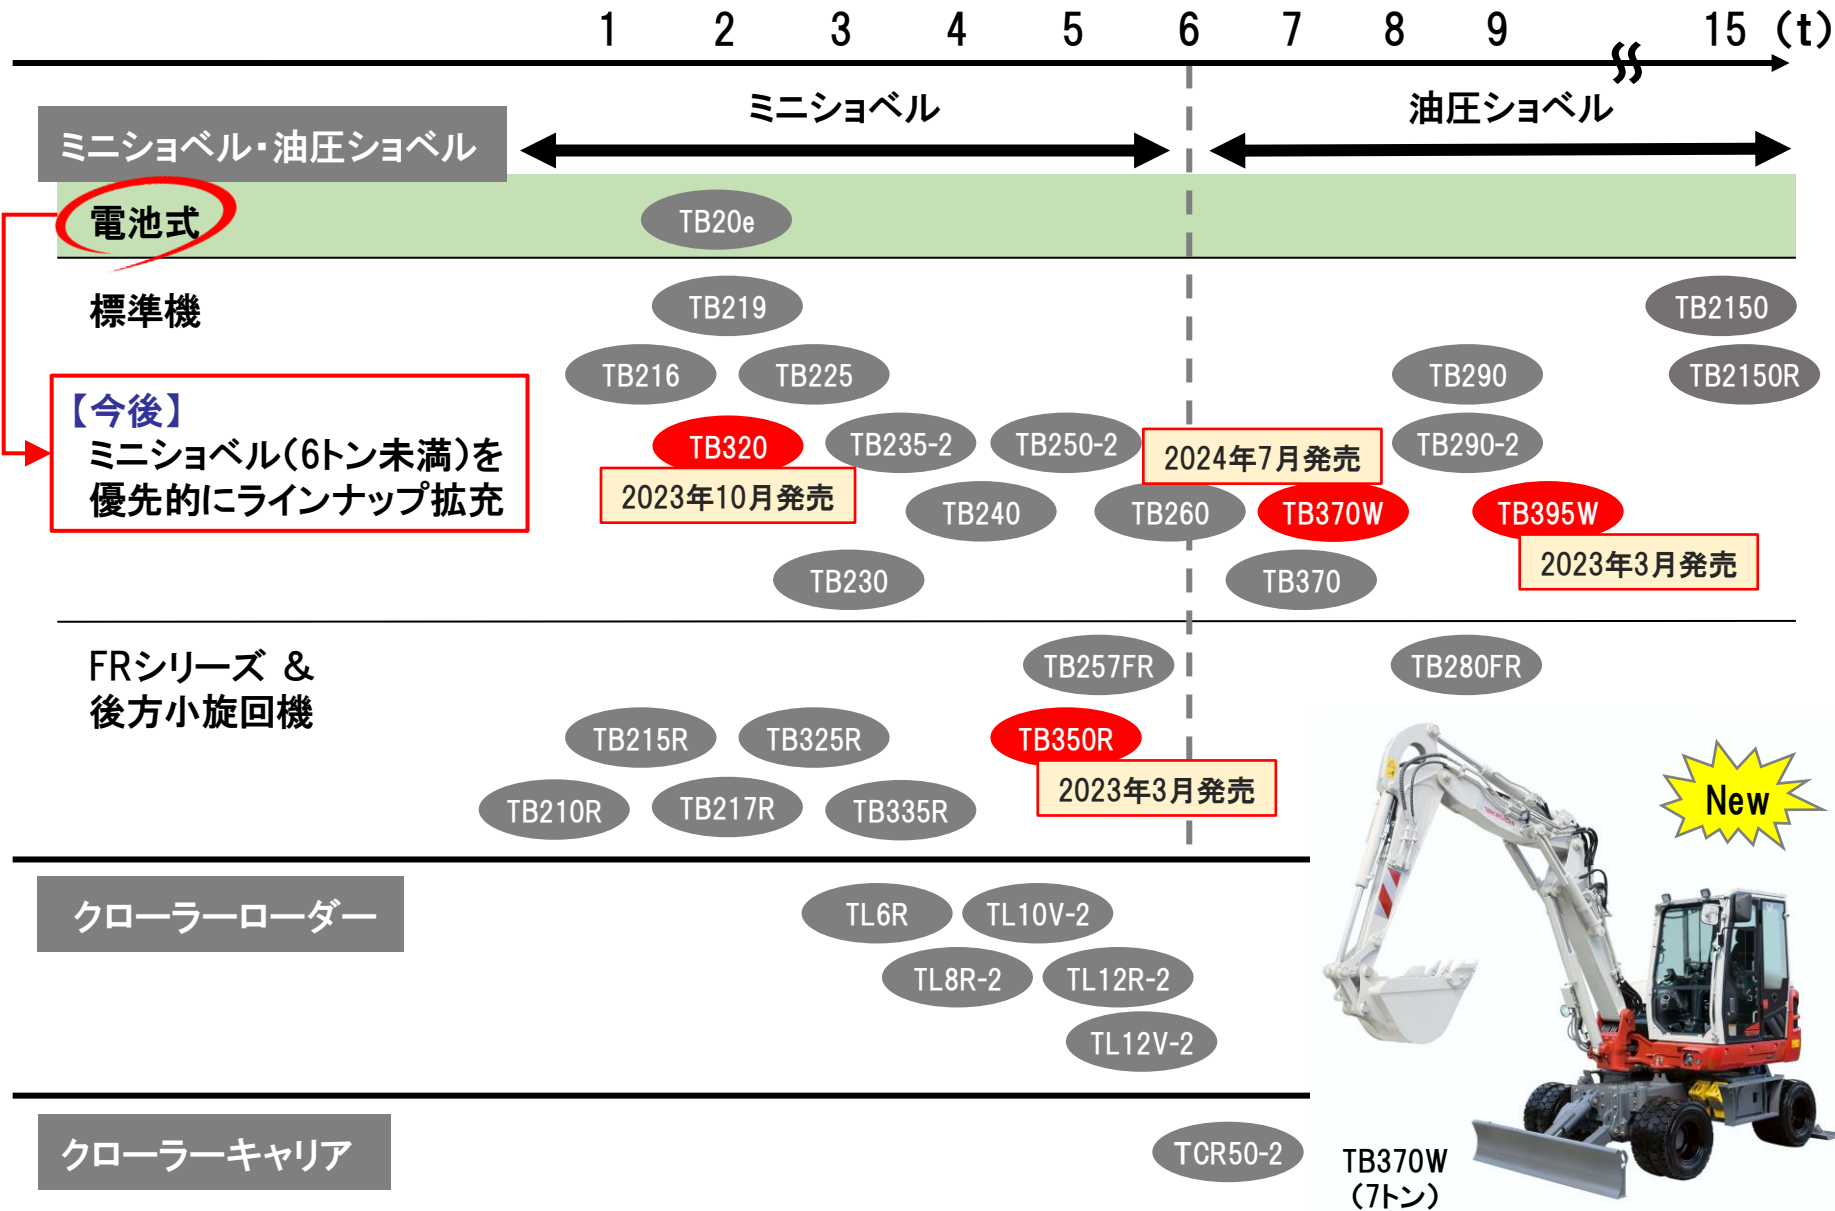 1 2 3 4 5 6 7 8 9 15 (t)
ミニショベル 油圧ショベル
ミニショベル・油圧ショベル
電池式 TB20e
標準機 TB219 TB2150
TB216 TB225 TB290 TB2150R
【今後】
ミニショベル(6トン未満)を
優先的にラインナップ拡充
TB320 TB235-2 TB250-2 TB290-2
2024年7月発売
2023年10月発売
TB240 TB260 TB370W TB395W
2023年3月発売
TB230 TB370
FRシリーズ &
後方小旋回機
TB257FR TB280FR
TB215R TB325R TB350R
2023年3月発売
TB210R TB217R TB335R
New
TAKEUCHI
クローラーローダー
TL6R TL10V-2
TL8R-2 TL12R-2
TL12V-2
クローラーキャリア
TCR50-2
TB370W
(7トン)